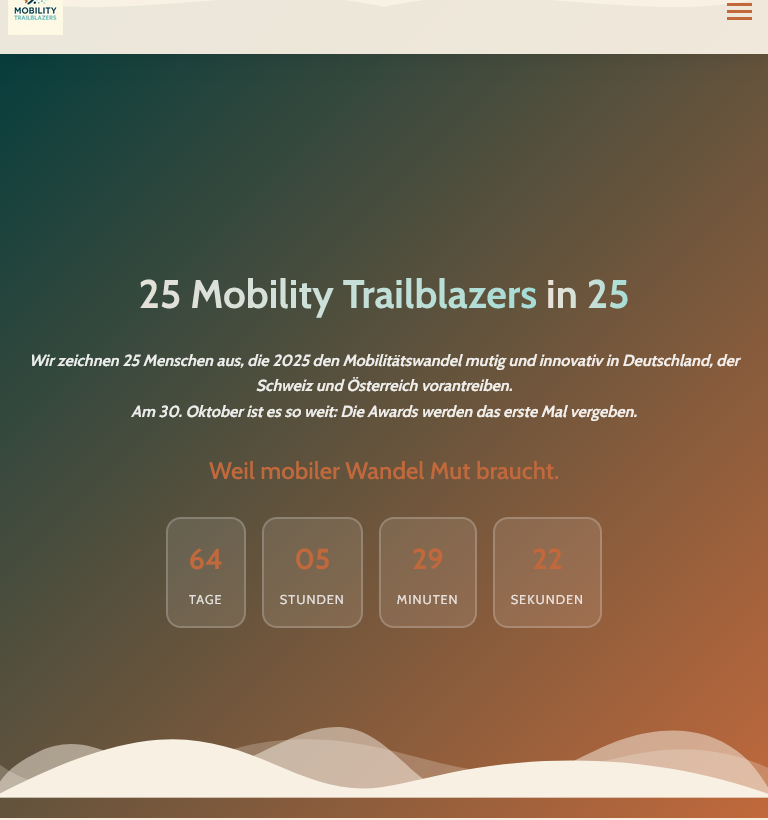 MOBILITY
TRAILBLAZERS
25 Mobility Trailblazers in 25
Wir zeichnen 25 Menschen aus, die 2025 den Mobilitätswandel mutig und innovativ in Deutschland, der
Schweiz und Österreich vorantreiben.
Am 30. Oktober ist es so weit: Die Awards werden das erste Mal vergeben.
Weil mobiler Wandel Mut braucht.
64 05 29 22
TAGE STUNDEN MINUTEN SEKUNDEN